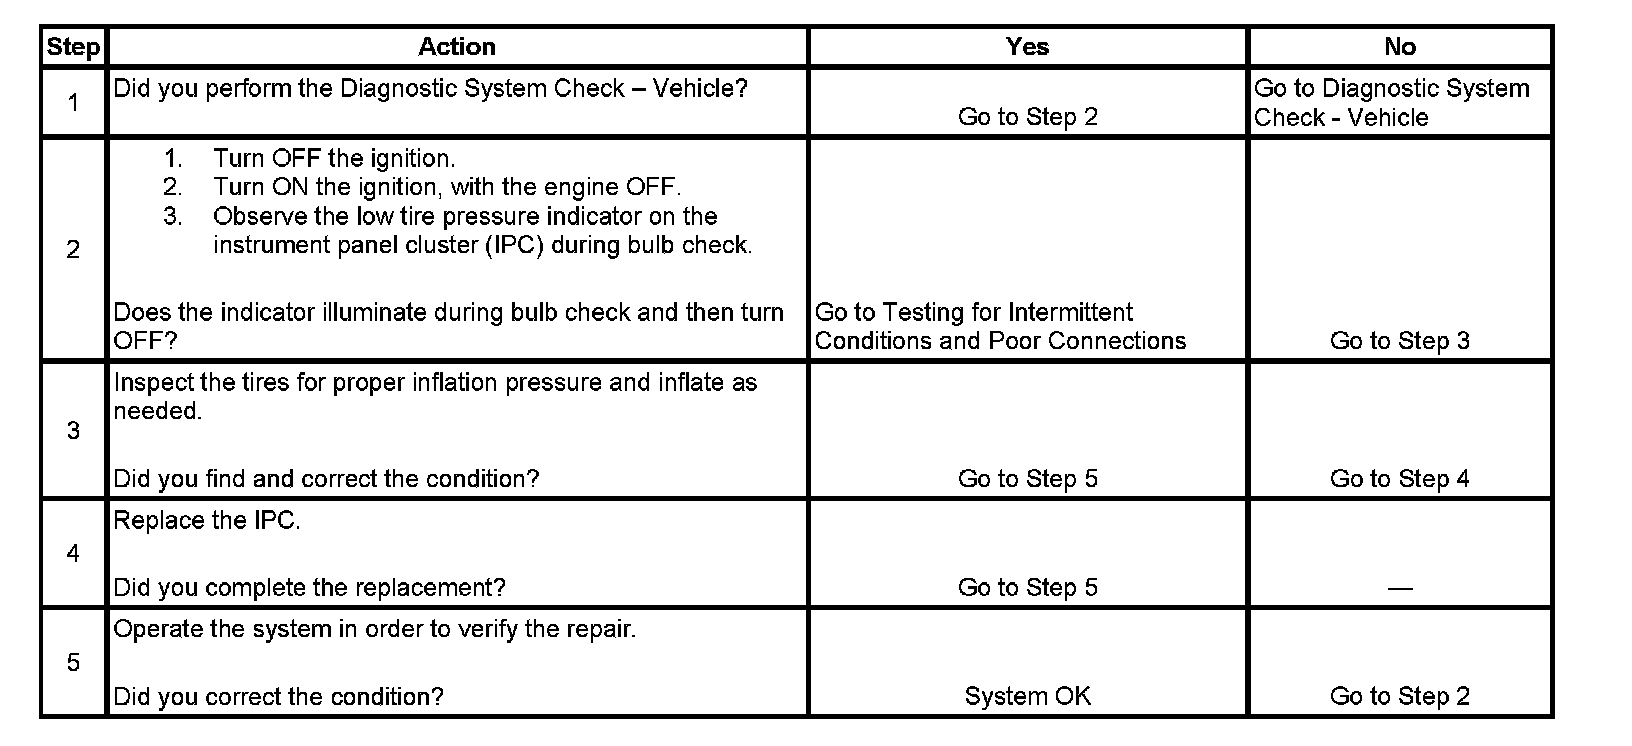 Step Action Yes No
1 Did you perform the Diagnostic System Check – Vehicle? Go to Step 2 Go to Diagnostic System
Check - Vehicle
1. Turn OFF the ignition.
2. Turn ON the ignition, with the engine OFF.
3. Observe the low tire pressure indicator on the
instrument panel cluster (IPC) during bulb check.
2
Does the indicator illuminate during bulb check and then turn
OFF?
Go to Testing for Intermittent
Conditions and Poor Connections
Go to Step 3
Inspect the tires for proper inflation pressure and inflate as
needed.
3
Did you find and correct the condition? Go to Step 5 Go to Step 4
Replace the IPC.
4
Did you complete the replacement? Go to Step 5 —
Operate the system in order to verify the repair.
5
Did you correct the condition? System OK Go to Step 2